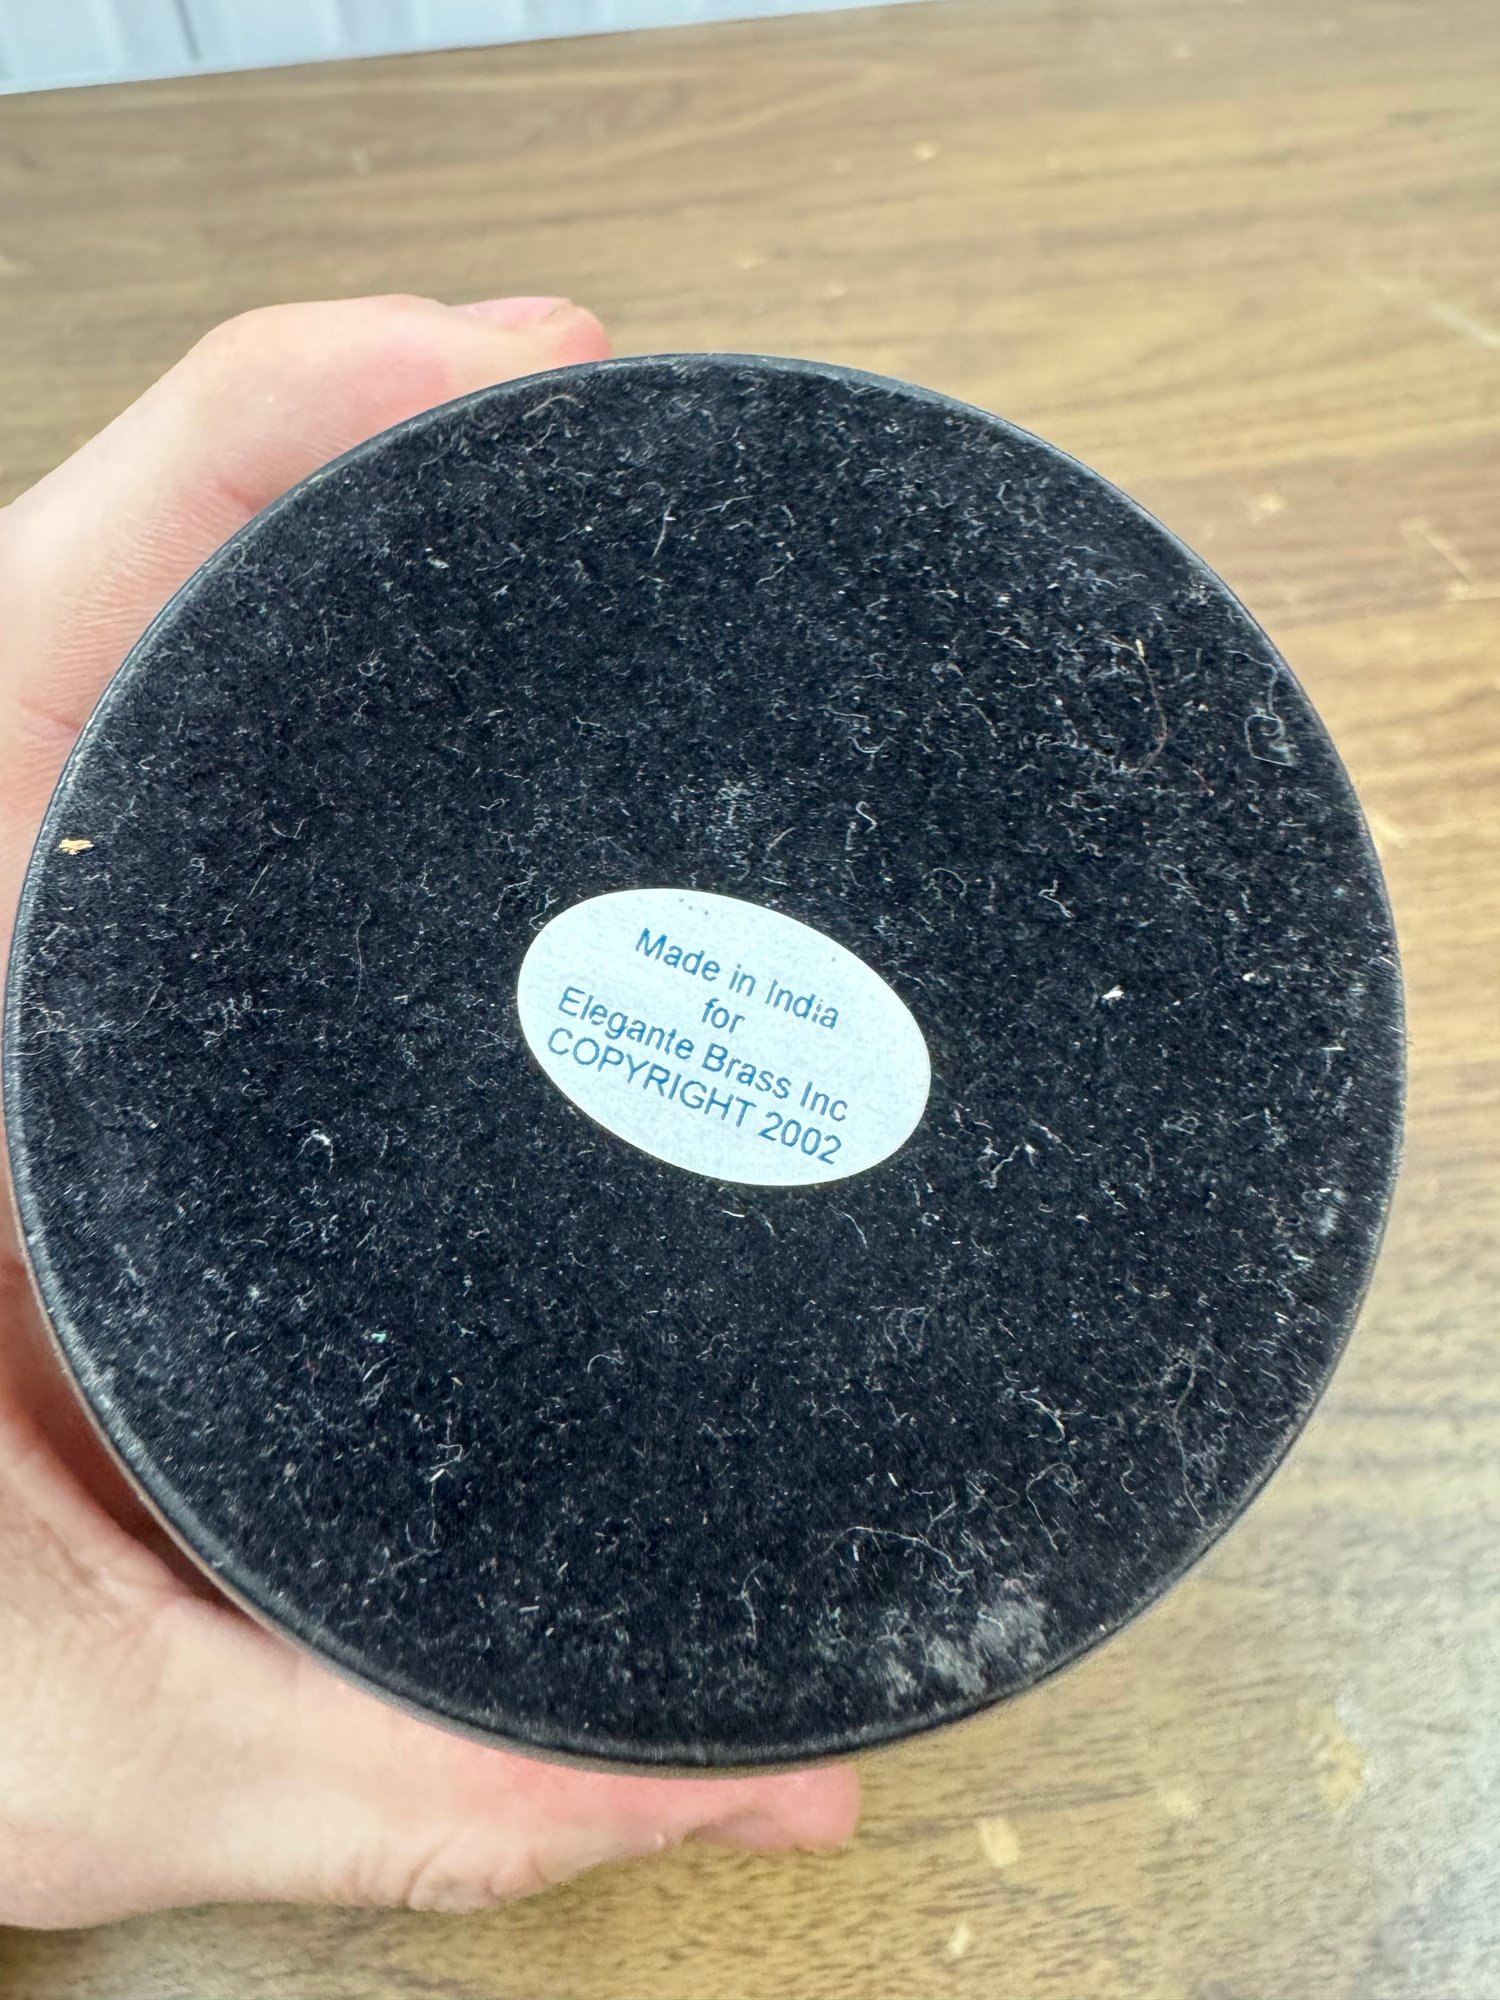 Made in India
for
Elegante Brass Inc
COPYRIGHT 2002